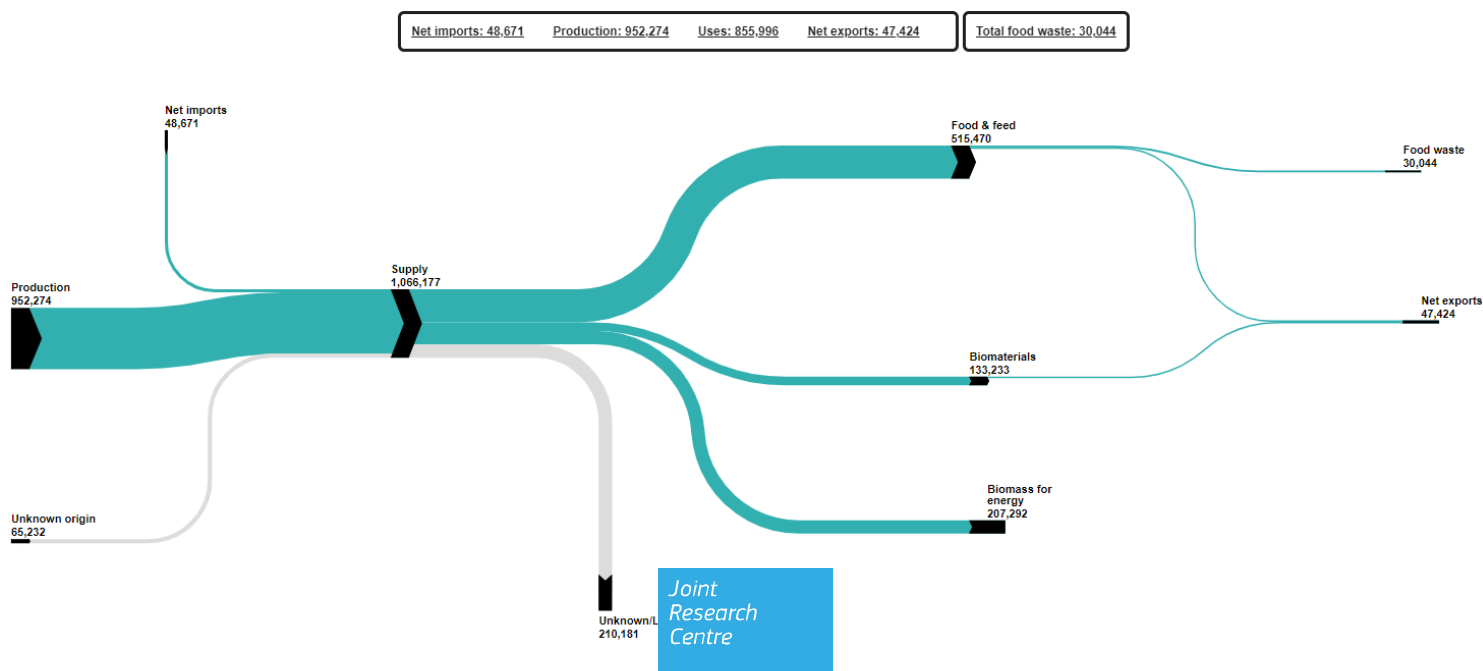 Net imports: 48,671 Production: 952,274 Uses: 855,996 Net exports: 47,424 Total food waste: 30,044
Net imports
48,671
Food & feed
515,470
Food waste
30,044
Supply
1,066,177
Production
952,274
Net exports
47,424
Biomaterials
133,233
Biomass for
energy
207,292
Unknown origin
65,232
Unknown/L
210,181
Joint
Research
Centre